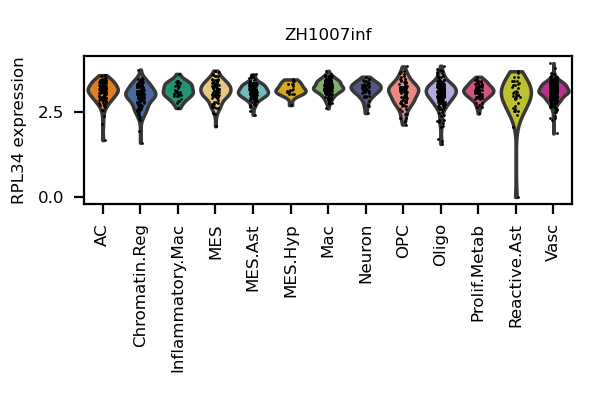 ZH1007inf
RPL34 expression
2.5
0.0
AC
Chromatin.Reg
Inflammatory.Mac
MES
MES.Ast
MES.Hyp
Mac
Neuron
OPC
Oligo
Prolif.Metab
Reactive.Ast
Vasc